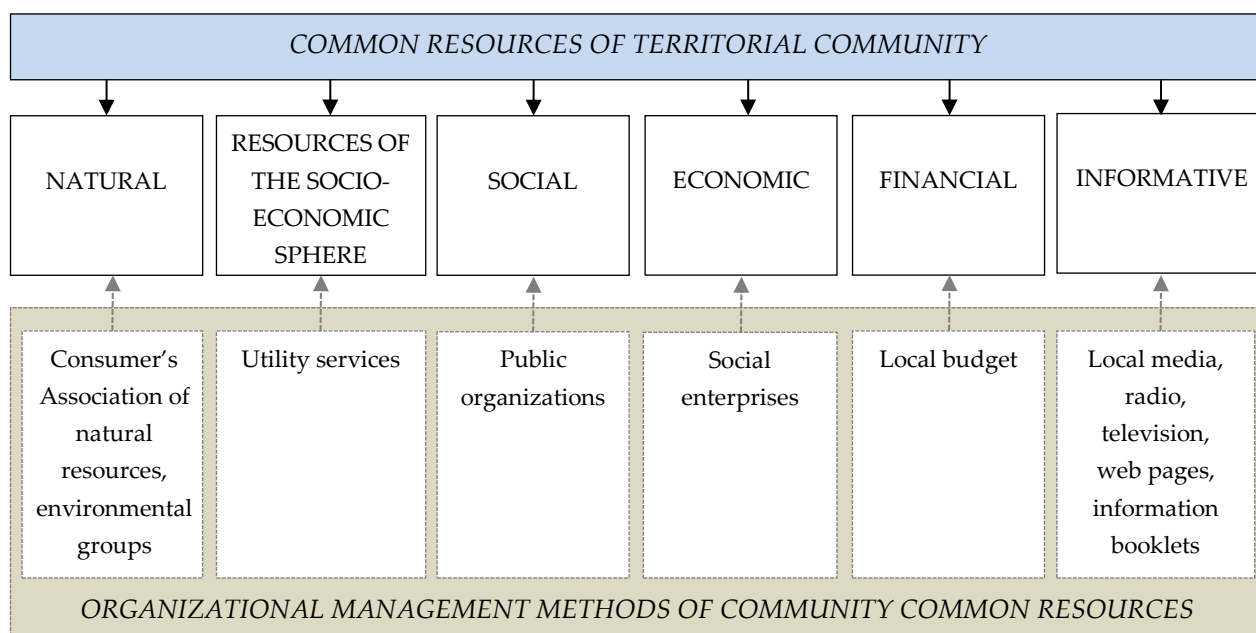 COMMON RESOURCES OF TERRITORIAL COMMUNITY
NATURAL
RESOURCES OF
THE SOCIO-
ECONOMIC
SPHERE
SOCIAL
ECONOMIC
FINANCIAL
INFORMATIVE
Consumer’s
Association of
natural
resources,
environmental
groups
Utility services
Public
organizations
Social
enterprises
Local budget
Local media,
radio,
television,
web pages,
information
booklets
ORGANIZATIONAL MANAGEMENT METHODS OF COMMUNITY COMMON RESOURCES